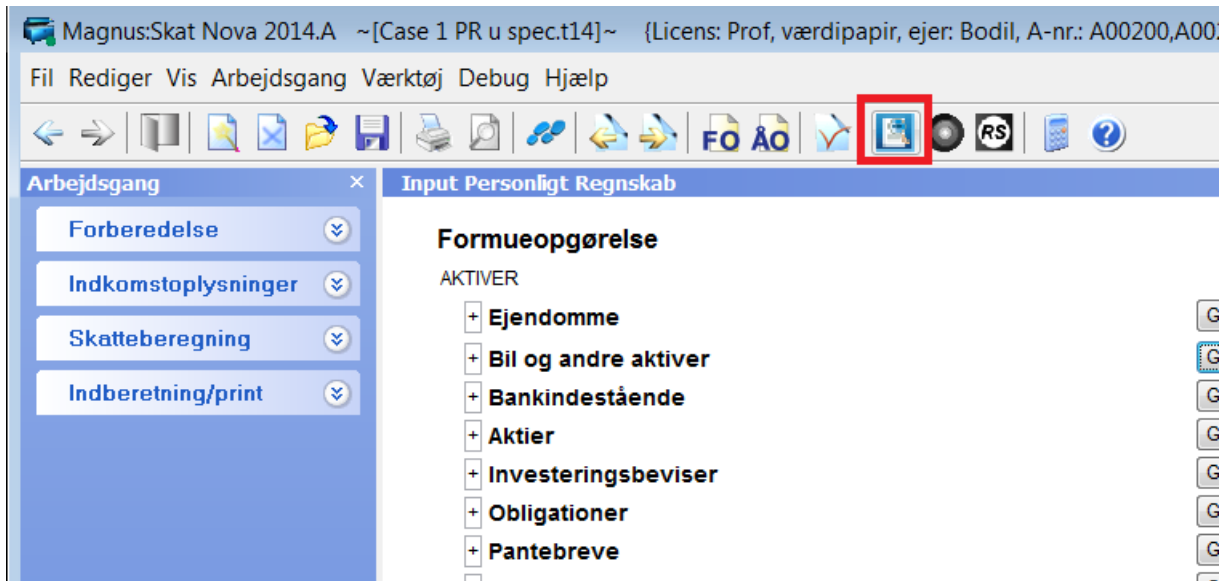 Magnus:Skat Nova 2014.A ~[Case 1 PR u spec.t14]~ {Licens: Prof, værdipapir, ejer: Bodil, A-nr.: A00200,A00
Fil Rediger Vis Arbejdsgang Værktøj Debug Hjælp
FO ÅO RS
Arbejdsgang
Input Personligt Regnskab
Forberedelse
Indkomstoplysninger
Skatteberegning
Indberetning/print
Formueopgørelse
AKTIVER
Ejendomme G
Bil og andre aktiver G
Bankindestående G
Aktier G
Investeringsbeviser G
Obligationer G
Pantebreve G